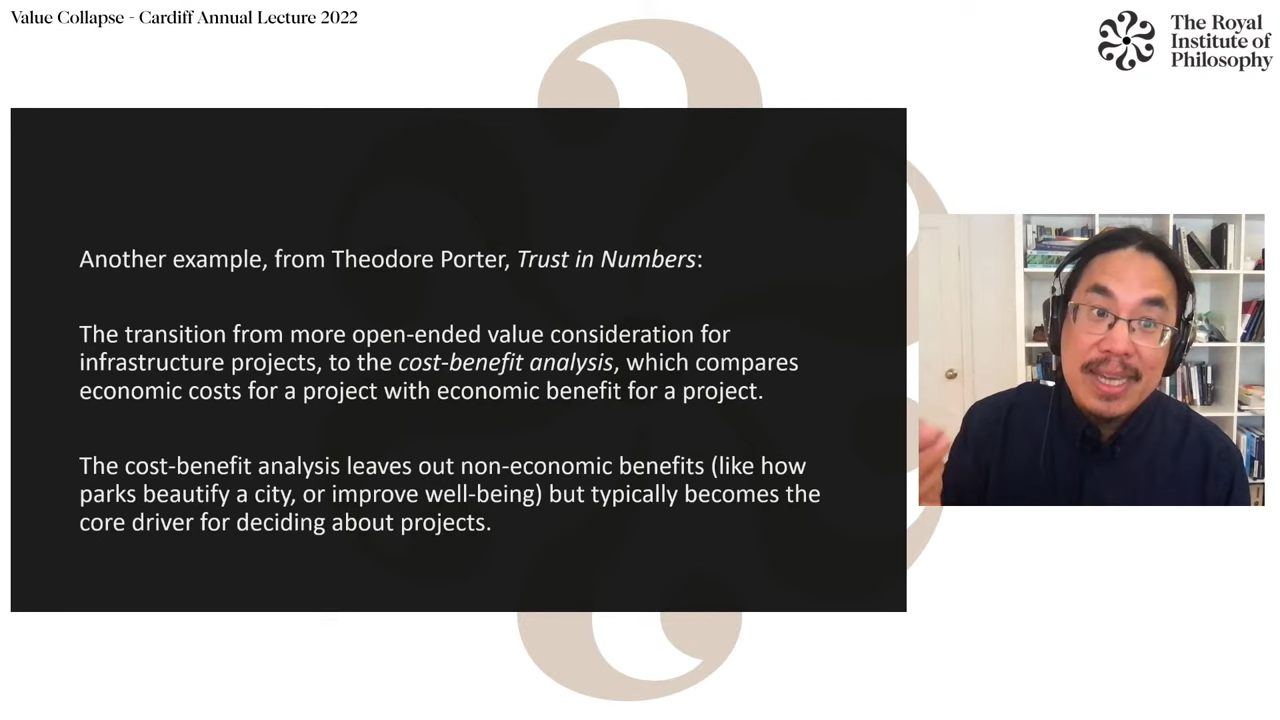 Value Collapse - Cardiff Annual Lecture 2022
The Royal
Institute of
Philosophy
Another example, from Theodore Porter, Trust in Numbers:
The transition from more open-ended value consideration for
infrastructure projects, to the cost-benefit analysis, which compares
economic costs for a project with economic benefit for a project.
The cost-benefit analysis leaves out non-economic benefits (like how
parks beautify a city, or improve well-being) but typically becomes the
core driver for deciding about projects.